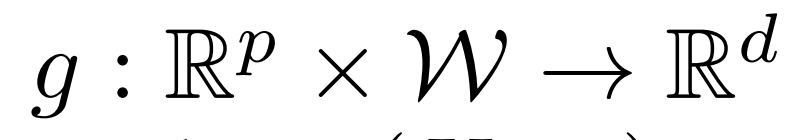 g : ℝᵖ × 𝒲 → ℝᵈ